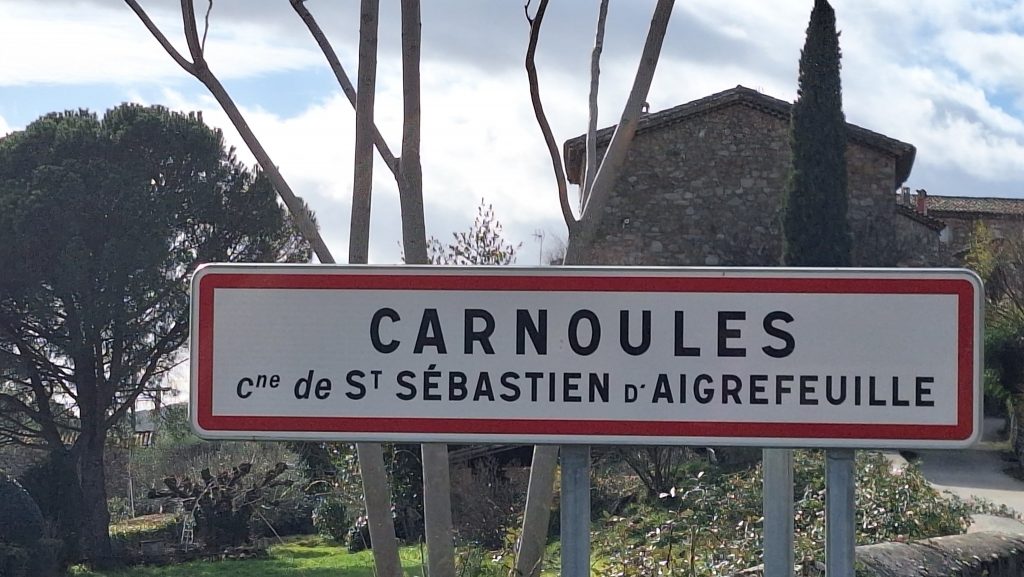 CARNOULES
Cne de ST SÉBASTIEN D'AIGREFEUILLE